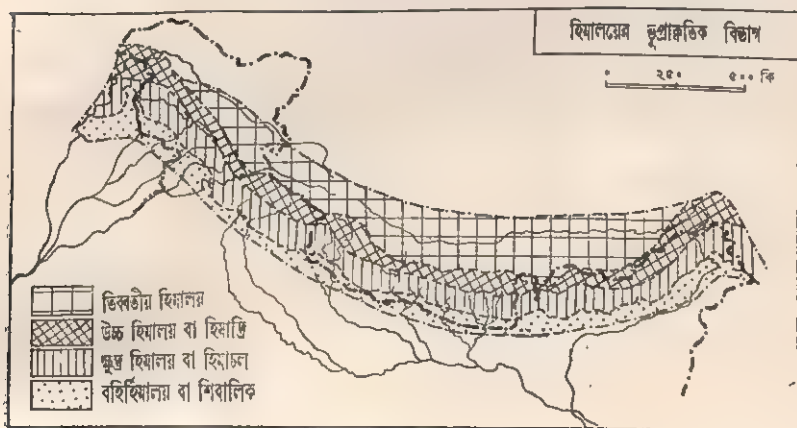 হিমালয়ের ভূপ্রাকৃতিক বিভাগ
০ ২৫০ ৫০০ কি
তিব্বতীয় হিমালয়
উচ্চ হিমালয় বা হিমাদ্রি
ক্ষুদ্র হিমালয় বা হিমাচল
বহির্হিমালয় বা শিবালিক